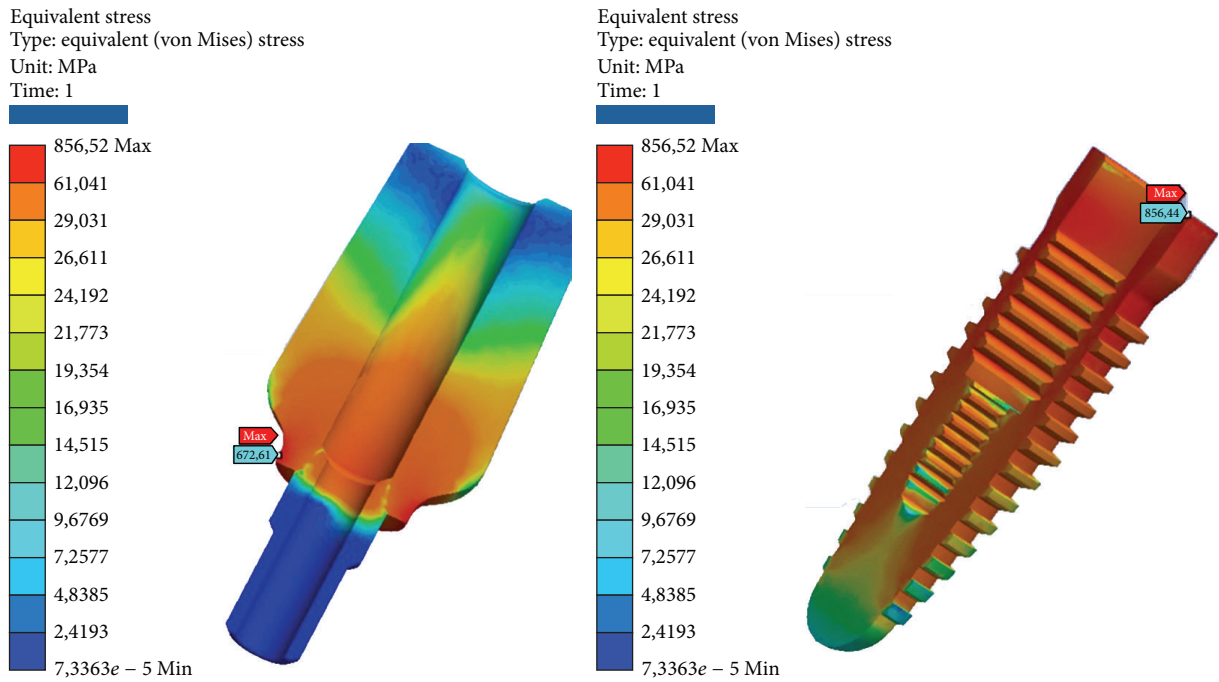 Equivalent stress
Type: equivalent (von Mises) stress
Unit: MPa
Time: 1
856,52 Max
61,041
29,031
26,611
24,192
21,773
19,354
16,935
14,515
12,096
9,6769
7,2577
4,8385
2,4193
7,3363e − 5 Min
Max
672,61
Equivalent stress
Type: equivalent (von Mises) stress
Unit: MPa
Time: 1
856,52 Max
61,041
29,031
26,611
24,192
21,773
19,354
16,935
14,515
12,096
9,6769
7,2577
4,8385
2,4193
7,3363e − 5 Min
Max
856,44